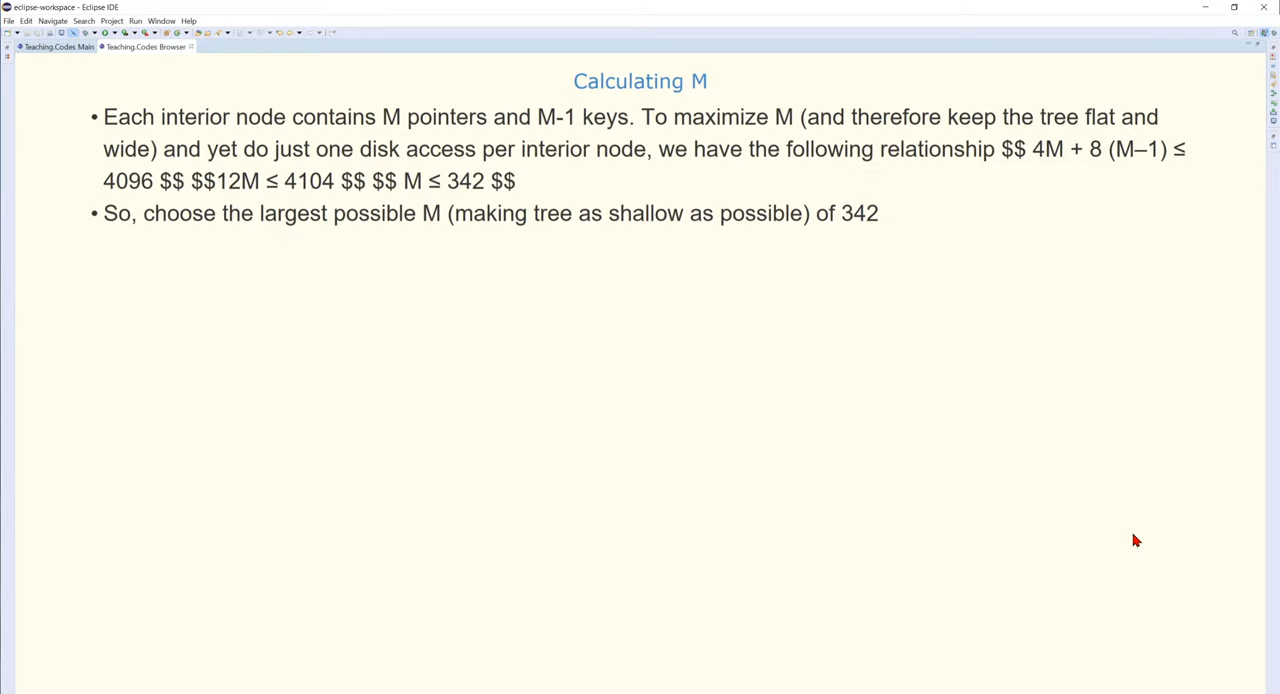 eclipse-workspace - Eclipse IDE
File Edit Navigate Search Project Run Window Help
Teaching.Codes Main Teaching.Codes Browser
Calculating M
• Each interior node contains M pointers and M-1 keys. To maximize M (and therefore keep the tree flat and
wide) and yet do just one disk access per interior node, we have the following relationship $$ 4M + 8 (M–1) ≤
4096 $$ $$12M ≤ 4104 $$ $$ M ≤ 342 $$
• So, choose the largest possible M (making tree as shallow as possible) of 342